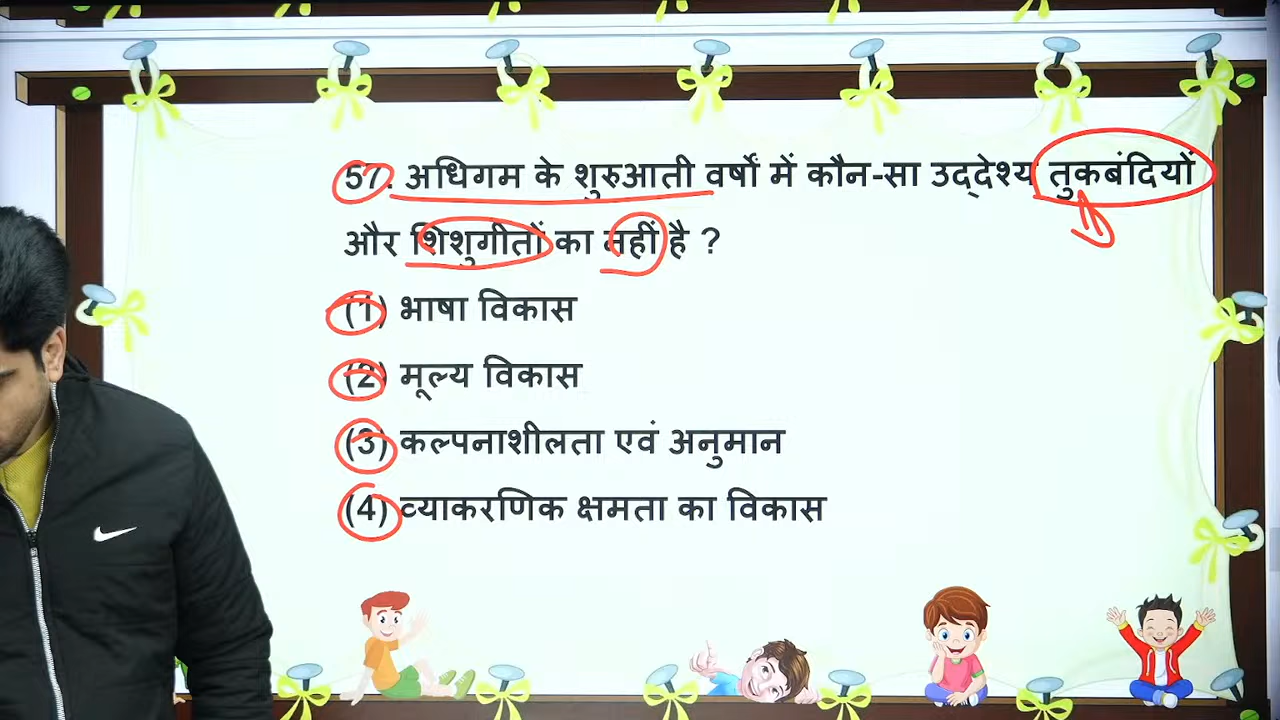 57. अधिगम के शुरुआती वर्षों में कौन-सा उद्देश्य तुकबंदियों
और शिशुगीतों का नहीं है ?
(1) भाषा विकास
(2) मूल्य विकास
(3) कल्पनाशीलता एवं अनुमान
(4) व्याकरणिक क्षमता का विकास